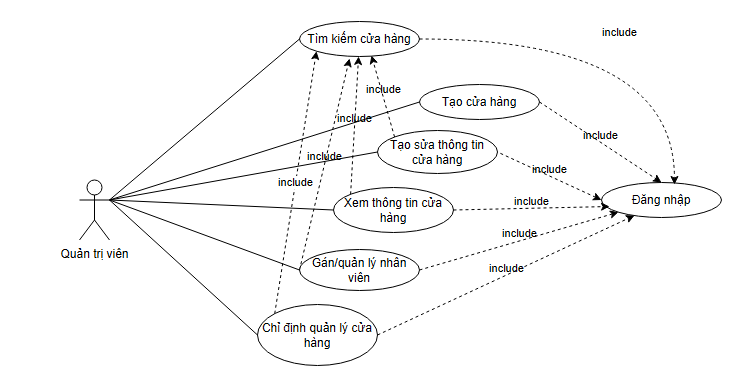 include
Tìm kiếm cửa hàng
include
include
Tạo cửa hàng
include
include
Tạo sửa thông tin
cửa hàng
include
include
include
Xem thông tin cửa
hàng
include
Đăng nhập
include
Quản trị viên
Gán/quản lý nhân
viên
include
Chỉ định quản lý cửa
hàng